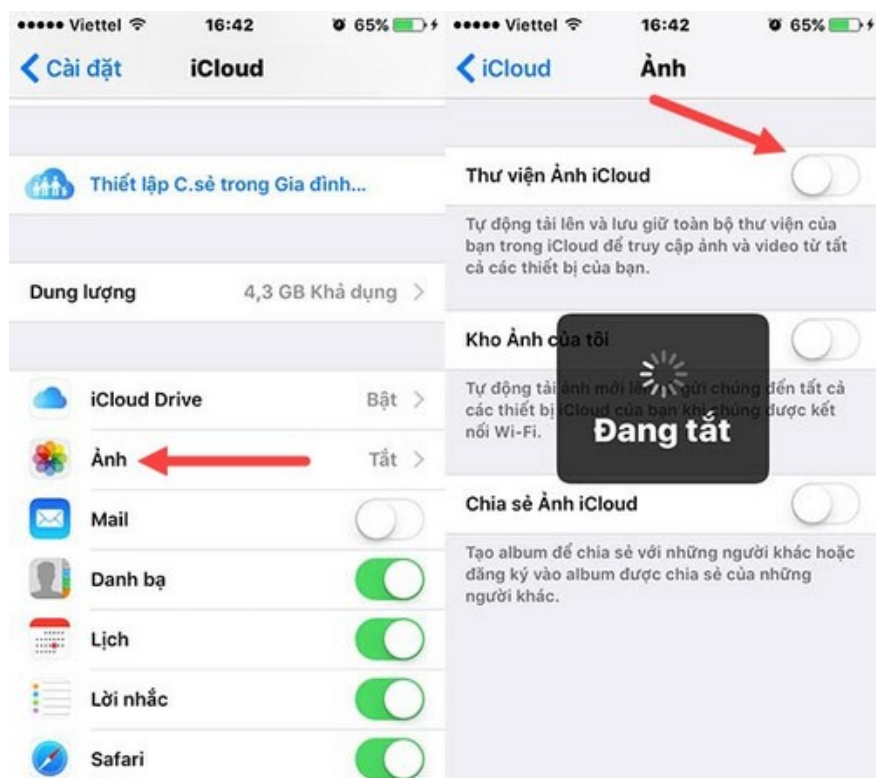 Viettel 16:42 65%
Cài đặt iCloud
Thiết lập C.sẻ trong Gia đình...
Dung lượng 4,3 GB Khả dụng
iCloud Drive Bật
Ảnh Tắt
Mail
Danh bạ
Lịch
Lời nhắc
Safari
Viettel 16:42 65%
iCloud Ảnh
Thư viện Ảnh iCloud
Tự động tải lên và lưu giữ toàn bộ thư viện của
bạn trong iCloud để truy cập ảnh và video từ tất
cả các thiết bị của bạn.
Kho Ảnh của tôi
Tự động tải ảnh mới lên và gửi chúng đến tất cả
các thiết bị iCloud của bạn khi chúng được kết
nối Wi-Fi.
Đang tắt
Chia sẻ Ảnh iCloud
Tạo album để chia sẻ với những người khác hoặc
đăng ký vào album được chia sẻ của những
người khác.